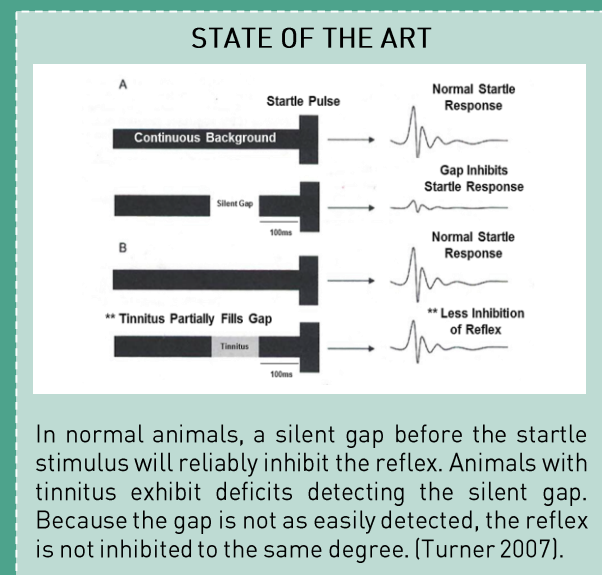 STATE OF THE ART
A
Startle Pulse
Normal Startle
Response
Continuous Background
Gap Inhibits
Startle Response
Silent Gap
100ms
B
Normal Startle
Response
** Tinnitus Partially Fills Gap
** Less Inhibition
of Reflex
Tinnitus
100ms
In normal animals, a silent gap before the startle
stimulus will reliably inhibit the reflex. Animals with
tinnitus exhibit deficits detecting the silent gap.
Because the gap is not as easily detected, the reflex
is not inhibited to the same degree. (Turner 2007).